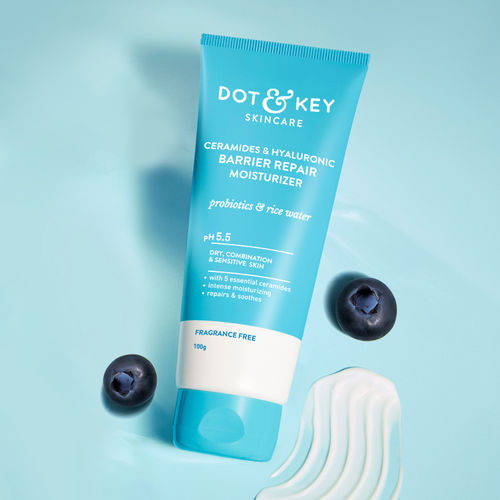 DOT & KEY
SKINCARE
CERAMIDES & HYALURONIC
BARRIER REPAIR
MOISTURIZER
probiotics & rice water
pH 5.5
DRY, COMBINATION
& SENSITIVE SKIN
• with 5 essential ceramides
• intense moisturizing
• repairs & soothes
FRAGRANCE FREE
100g